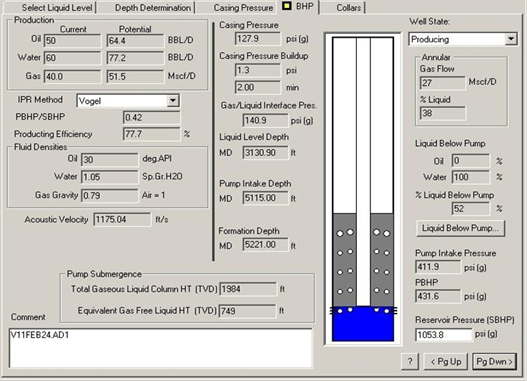 Select Liquid Level Depth Determination Casing Pressure BHP Collars
Production
Current Potential
Oil 50 64.4 BBL/D
Water 60 77.2 BBL/D
Gas 40.0 51.5 Mscf/D
IPR Method Vogel
PBHP/SBHP 0.42
Producing Efficiency 77.7 %
Fluid Densities
Oil 30 deg.API
Water 1.05 Sp.Gr.H2O
Gas Gravity 0.79 Air = 1
Acoustic Velocity 1175.04 ft/s
Casing Pressure
127.9 psi (g)
Casing Pressure Buildup
1.3 psi
2.00 min
Gas/Liquid Interface Pres.
140.9 psi (g)
Liquid Level Depth
MD 3130.90 ft
Pump Intake Depth
MD 5115.00 ft
Formation Depth
MD 5221.00 ft
Pump Submergence
Total Gaseous Liquid Column HT (TVD) 1984 ft
Equivalent Gas Free Liquid HT (TVD) 749 ft
Comment
V11FEB24.AD1
Well State:
Producing
Annular
Gas Flow
27 Mscf/D
% Liquid
38
Liquid Below Pump
Oil 0 %
Water 100 %
% Liquid Below Pump
52 %
Liquid Below Pump...
Pump Intake Pressure
411.9 psi (g)
PBHP
431.6 psi (g)
Reservoir Pressure (SBHP)
1053.8 psi (g)
? < Pg Up Pg Dwn >